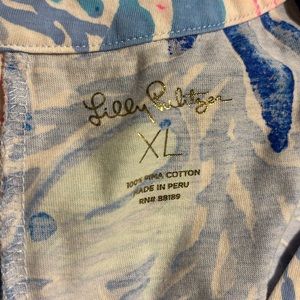 Lilly Pulitzer
XL
100% PIMA COTTON
MADE IN PERU
RN# 88189